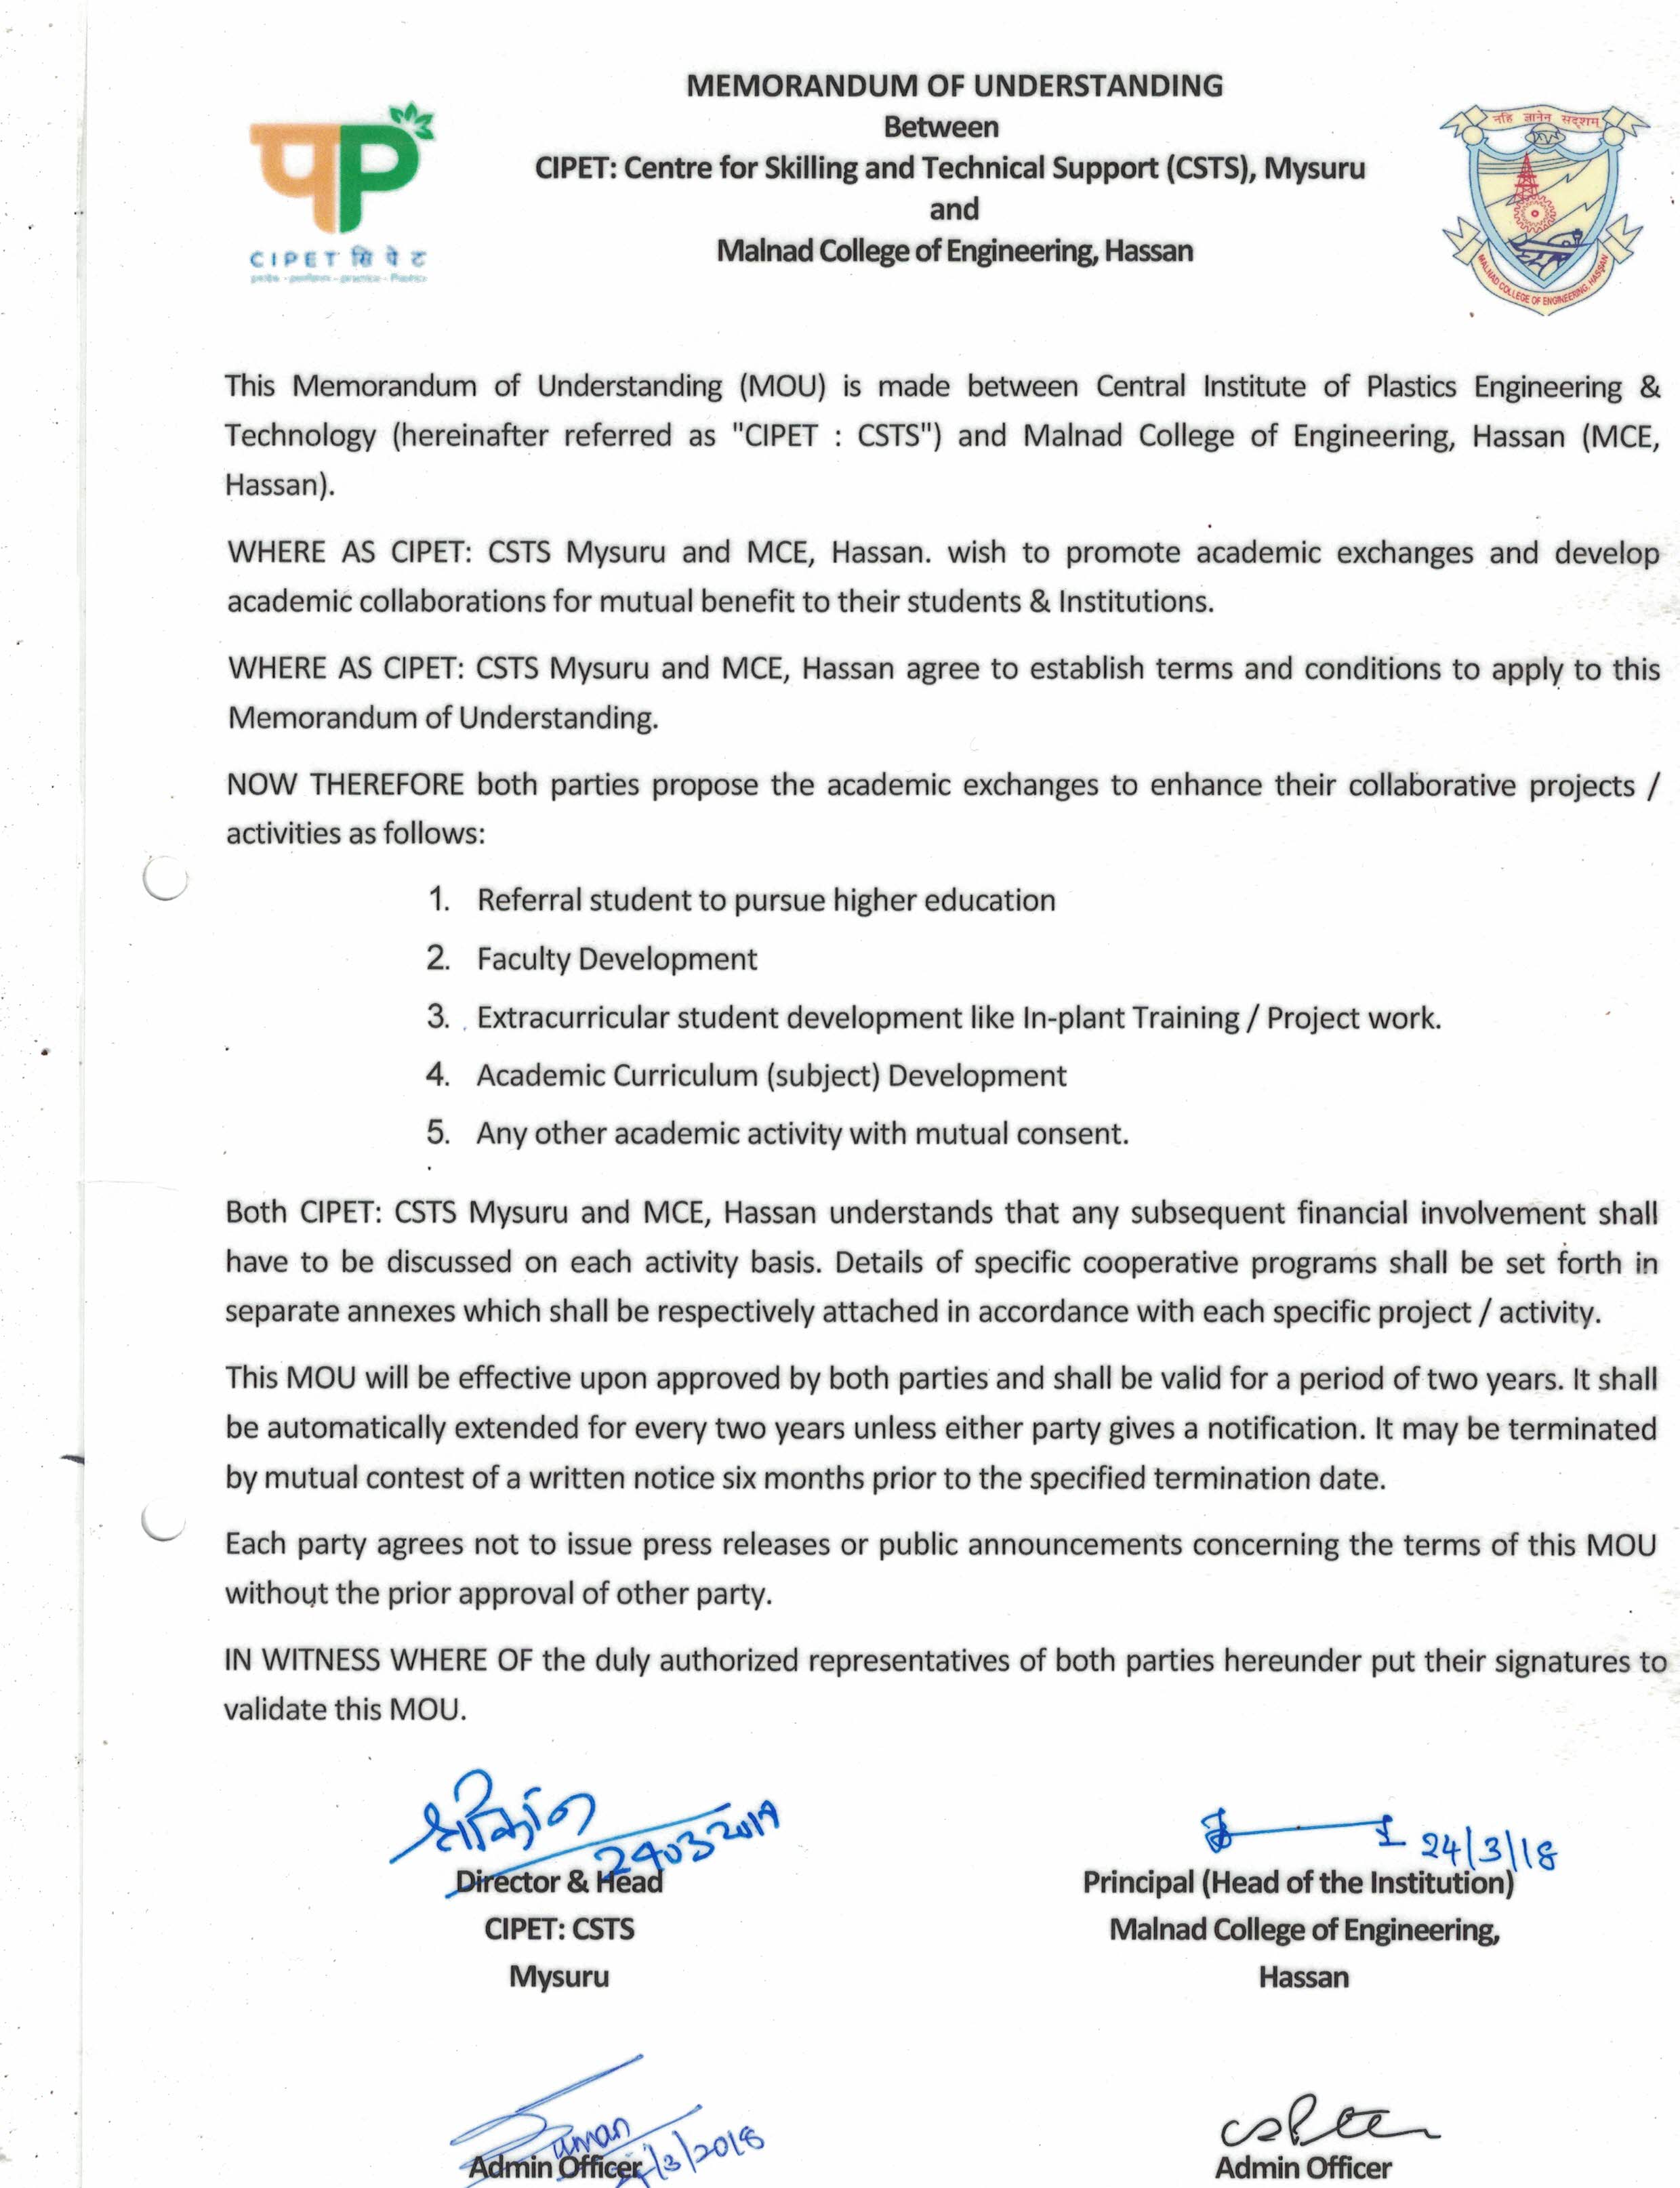 MEMORANDUM OF UNDERSTANDING
Between
CIPET: Centre for Skilling and Technical Support (CSTS), Mysuru
and
Malnad College of Engineering, Hassan
पP
CIPET सिपेट
नहि ज्ञानेन सदृशम्
MALNAD COLLEGE OF ENGINEERING, HASSAN
This Memorandum of Understanding (MOU) is made between Central Institute of Plastics Engineering &
Technology (hereinafter referred as "CIPET : CSTS") and Malnad College of Engineering, Hassan (MCE,
Hassan).
WHERE AS CIPET: CSTS Mysuru and MCE, Hassan. wish to promote academic exchanges and develop
academic collaborations for mutual benefit to their students & Institutions.
WHERE AS CIPET: CSTS Mysuru and MCE, Hassan agree to establish terms and conditions to apply to this
Memorandum of Understanding.
NOW THEREFORE both parties propose the academic exchanges to enhance their collaborative projects /
activities as follows:
1. Referral student to pursue higher education
2. Faculty Development
3. Extracurricular student development like In-plant Training / Project work.
4. Academic Curriculum (subject) Development
5. Any other academic activity with mutual consent.
Both CIPET: CSTS Mysuru and MCE, Hassan understands that any subsequent financial involvement shall
have to be discussed on each activity basis. Details of specific cooperative programs shall be set forth in
separate annexes which shall be respectively attached in accordance with each specific project / activity.
This MOU will be effective upon approved by both parties and shall be valid for a period of two years. It shall
be automatically extended for every two years unless either party gives a notification. It may be terminated
by mutual contest of a written notice six months prior to the specified termination date.
Each party agrees not to issue press releases or public announcements concerning the terms of this MOU
without the prior approval of other party.
IN WITNESS WHERE OF the duly authorized representatives of both parties hereunder put their signatures to
validate this MOU.
24/3/18
Director & Head
CIPET: CSTS
Mysuru
Principal (Head of the Institution)
Malnad College of Engineering,
Hassan
/3/2018
Admin Officer
Admin Officer